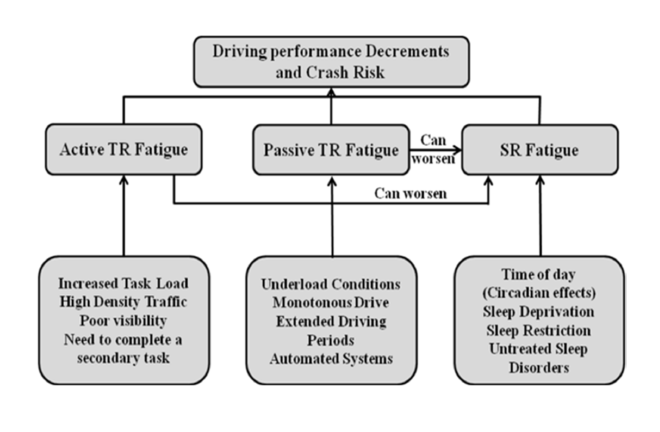 Driving performance Decrements
and Crash Risk
Active TR Fatigue
Passive TR Fatigue
Can
worsen
SR Fatigue
Can worsen
Increased Task Load
High Density Traffic
Poor visibility
Need to complete a
secondary task
Underload Conditions
Monotonous Drive
Extended Driving
Periods
Automated Systems
Time of day
(Circadian effects)
Sleep Deprivation
Sleep Restriction
Untreated Sleep
Disorders